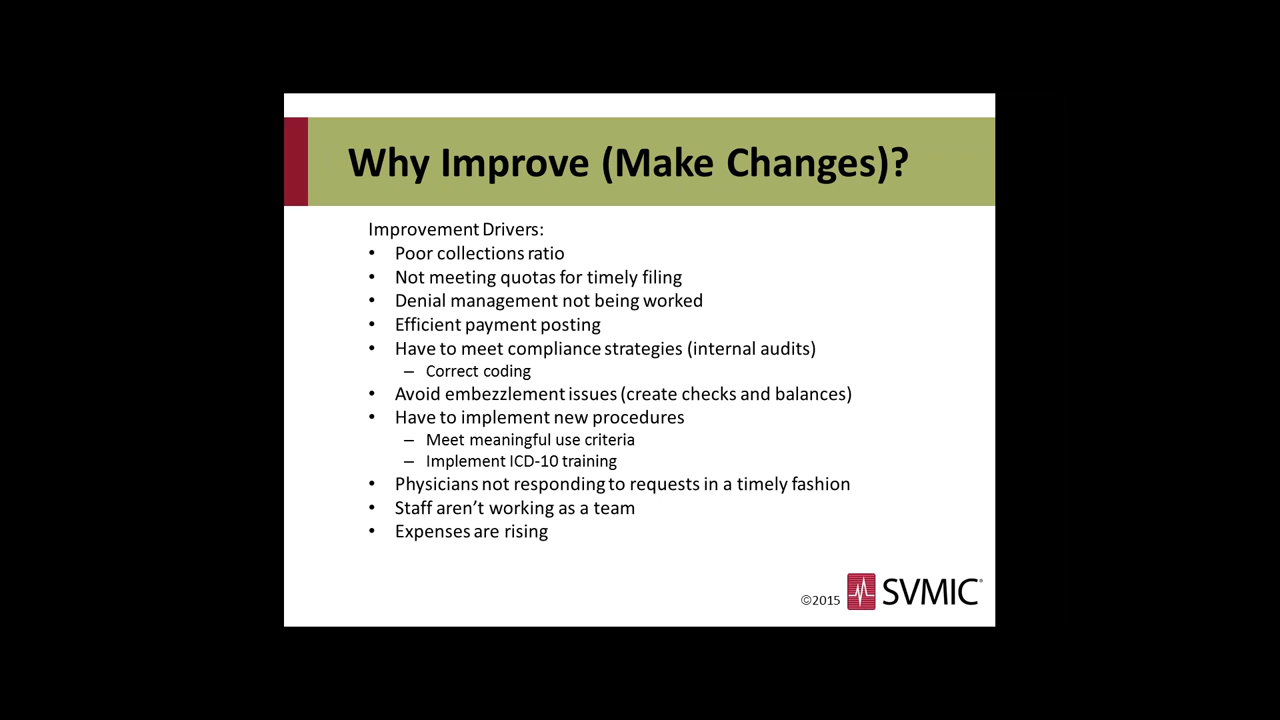 Why Improve (Make Changes)?
Improvement Drivers:
• Poor collections ratio
• Not meeting quotas for timely filing
• Denial management not being worked
• Efficient payment posting
• Have to meet compliance strategies (internal audits)
– Correct coding
• Avoid embezzlement issues (create checks and balances)
• Have to implement new procedures
– Meet meaningful use criteria
– Implement ICD-10 training
• Physicians not responding to requests in a timely fashion
• Staff aren’t working as a team
• Expenses are rising
©2015 SVMIC®